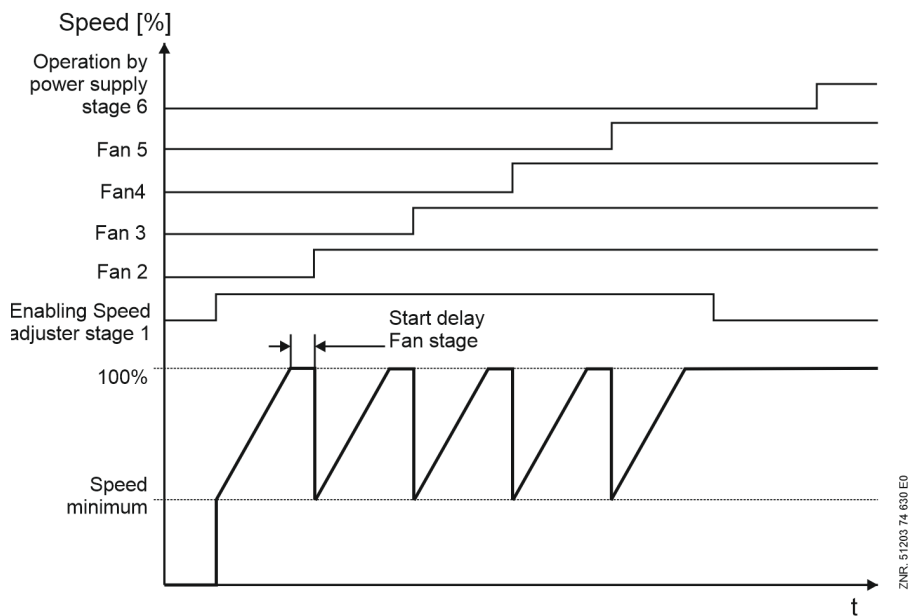 Speed [%]
Operation by
power supply
stage 6
Fan 5
Fan4
Fan 3
Fan 2
Enabling Speed
adjuster stage 1
Start delay
Fan stage
100%
Speed
minimum
t
ZNR. 51203 74 630 E0